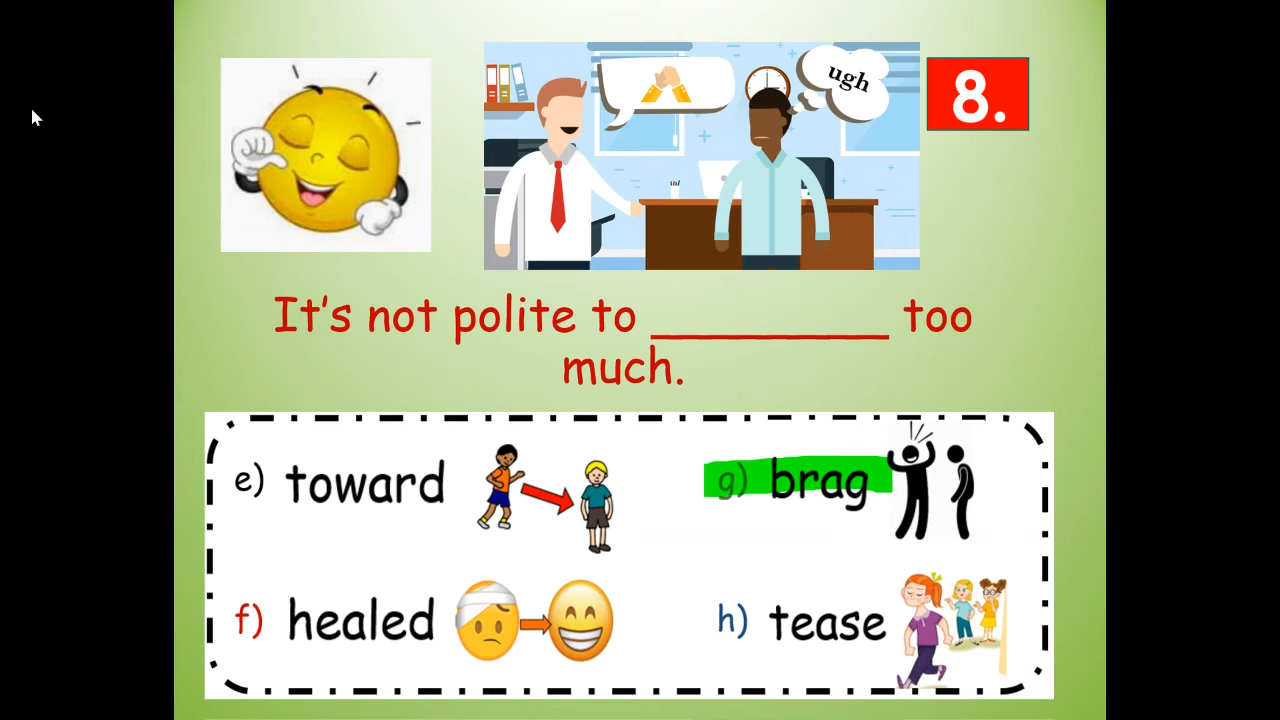 ugh
8.
It's not polite to _________ too
much.
e) toward
g) brag
f) healed
h) tease